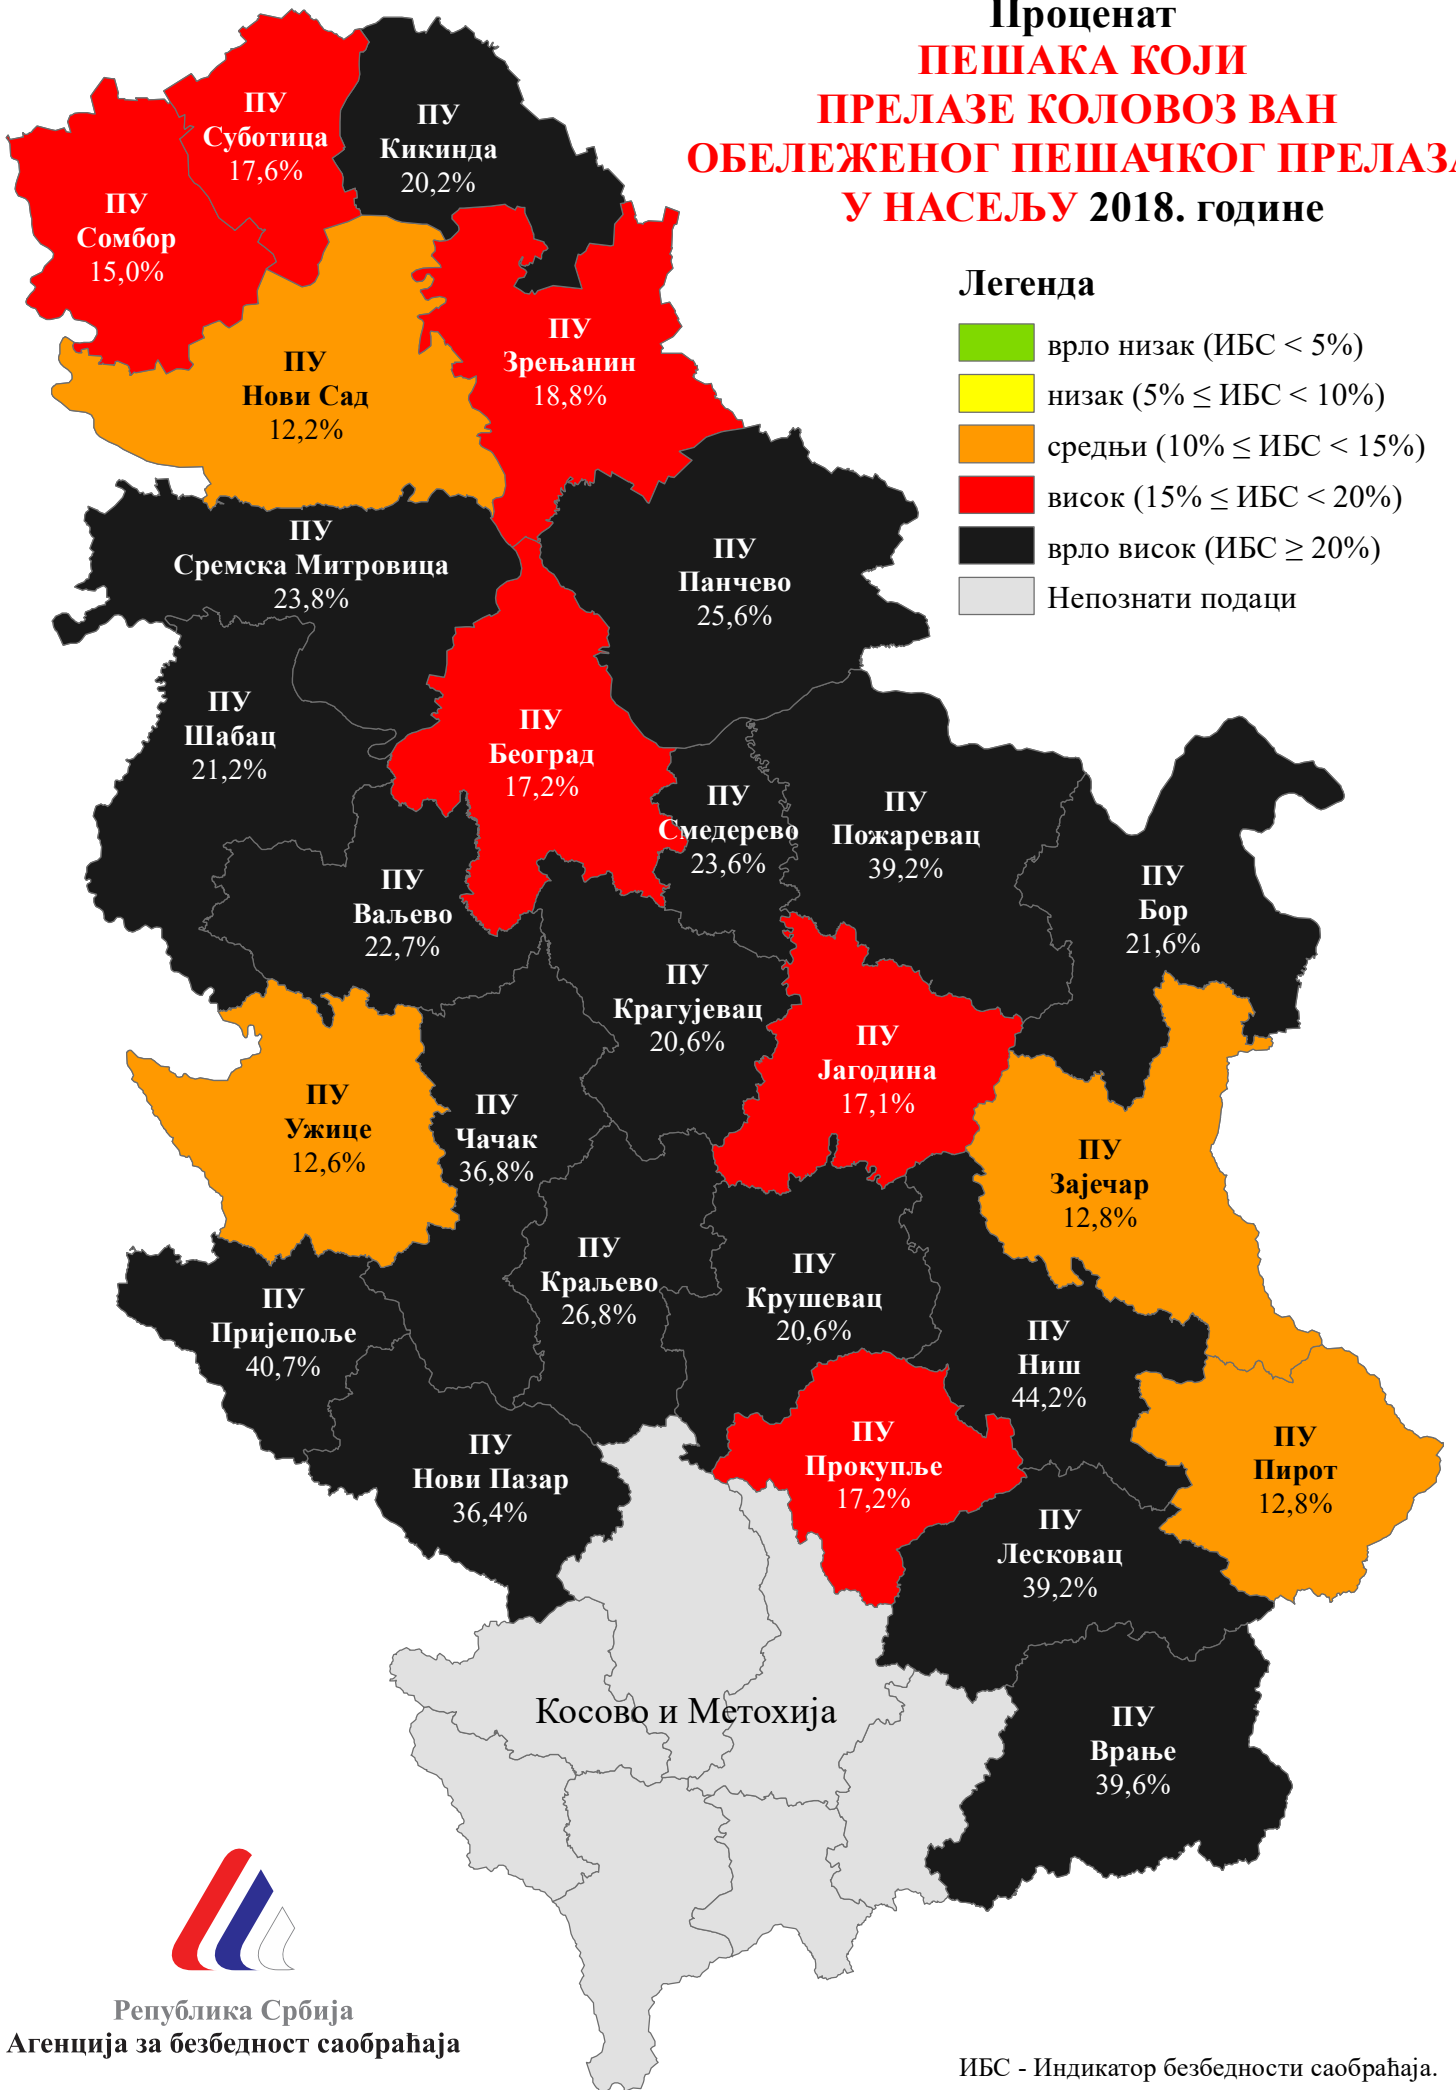 Проценат
ПЕШАКА КОЈИ
ПРЕЛАЗЕ КОЛОВОЗ ВАН
ОБЕЛЕЖЕНОГ ПЕШАЧКОГ ПРЕЛАЗА
У НАСЕЉУ 2018. године
Легенда
врло низак (ИБС < 5%)
низак (5% ≤ ИБС < 10%)
средњи (10% ≤ ИБС < 15%)
висок (15% ≤ ИБС < 20%)
врло висок (ИБС ≥ 20%)
Непознати подаци
ПУ
Суботица
17,6%
ПУ
Кикинда
20,2%
ПУ
Сомбор
15,0%
ПУ
Нови Сад
12,2%
ПУ
Зрењанин
18,8%
ПУ
Сремска Митровица
23,8%
ПУ
Панчево
25,6%
ПУ
Шабац
21,2%
ПУ
Београд
17,2%
ПУ
Смедерево
23,6%
ПУ
Пожаревац
39,2%
ПУ
Бор
21,6%
ПУ
Ваљево
22,7%
ПУ
Крагујевац
20,6%
ПУ
Јагодина
17,1%
ПУ
Ужице
12,6%
ПУ
Чачак
36,8%
ПУ
Зајечар
12,8%
ПУ
Краљево
26,8%
ПУ
Крушевац
20,6%
ПУ
Пријепоље
40,7%
ПУ
Ниш
44,2%
ПУ
Нови Пазар
36,4%
ПУ
Прокупље
17,2%
ПУ
Пирот
12,8%
ПУ
Лесковац
39,2%
Косово и Метохија
ПУ
Врање
39,6%
Република Србија
Агенција за безбедност саобраћаја
ИБС - Индикатор безбедности саобраћаја.